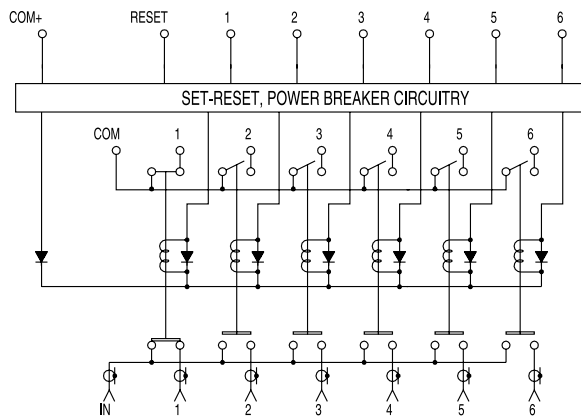 COM+ RESET 1 2 3 4 5 6
SET-RESET, POWER BREAKER CIRCUITRY
COM 1 2 3 4 5 6
IN 1 2 3 4 5 6